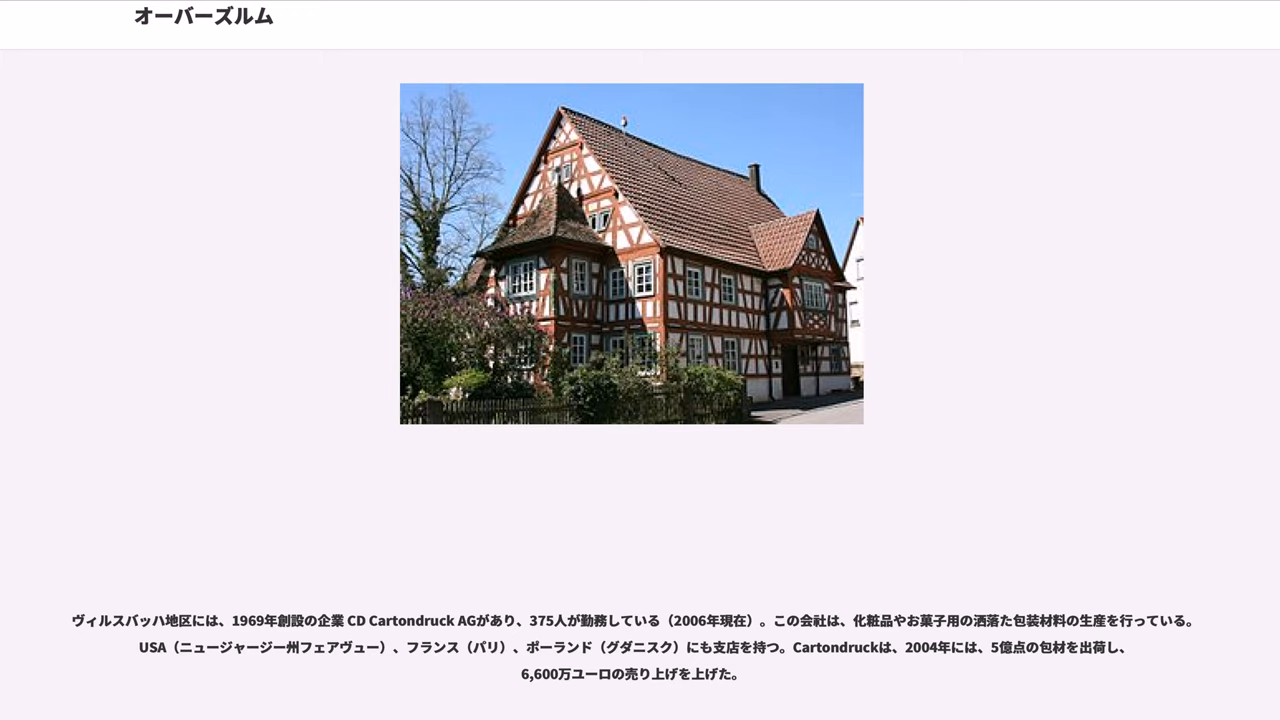 オーバーズルム
ヴィルスバッハ地区には、1969年創設の企業 CD Cartondruck AGがあり、375人が勤務している（2006年現在）。この会社は、化粧品やお菓子用の洒落た包装材料の生産を行っている。
USA（ニュージャージー州フェアヴュー）、フランス（パリ）、ポーランド（グダニスク）にも支店を持つ。Cartondruckは、2004年には、5億点の包材を出荷し、
6,600万ユーロの売り上げを上げた。